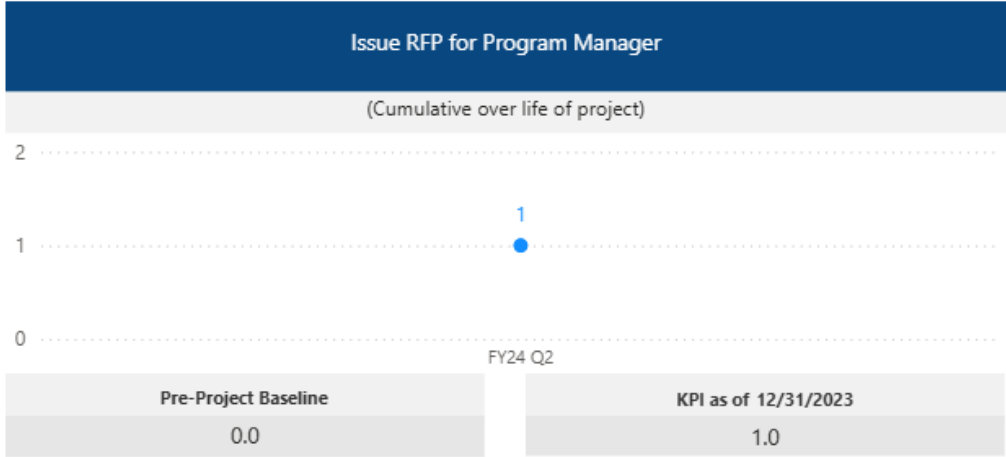 Issue RFP for Program Manager
(Cumulative over life of project)
2
1
1
0
FY24 Q2
Pre-Project Baseline
KPI as of 12/31/2023
0.0
1.0